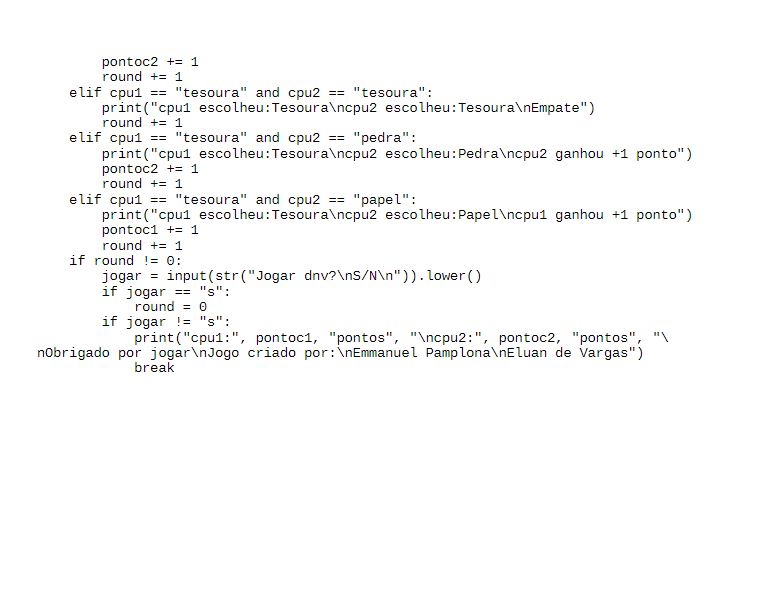 pontoc2 += 1
        round += 1
    elif cpu1 == "tesoura" and cpu2 == "tesoura":
        print("cpu1 escolheu:Tesoura\ncpu2 escolheu:Tesoura\nEmpate")
        round += 1
    elif cpu1 == "tesoura" and cpu2 == "pedra":
        print("cpu1 escolheu:Tesoura\ncpu2 escolheu:Pedra\ncpu2 ganhou +1 ponto")
        pontoc2 += 1
        round += 1
    elif cpu1 == "tesoura" and cpu2 == "papel":
        print("cpu1 escolheu:Tesoura\ncpu2 escolheu:Papel\ncpu1 ganhou +1 ponto")
        pontoc1 += 1
        round += 1
    if round != 0:
        jogar = input(str("Jogar dnv?\nS/N\n")).lower()
        if jogar == "s":
            round = 0
        if jogar != "s":
            print("cpu1:", pontoc1, "pontos", "\ncpu2:", pontoc2, "pontos", "\
nObrigado por jogar\nJogo criado por:\nEmmanuel Pamplona\nEluan de Vargas")
            break